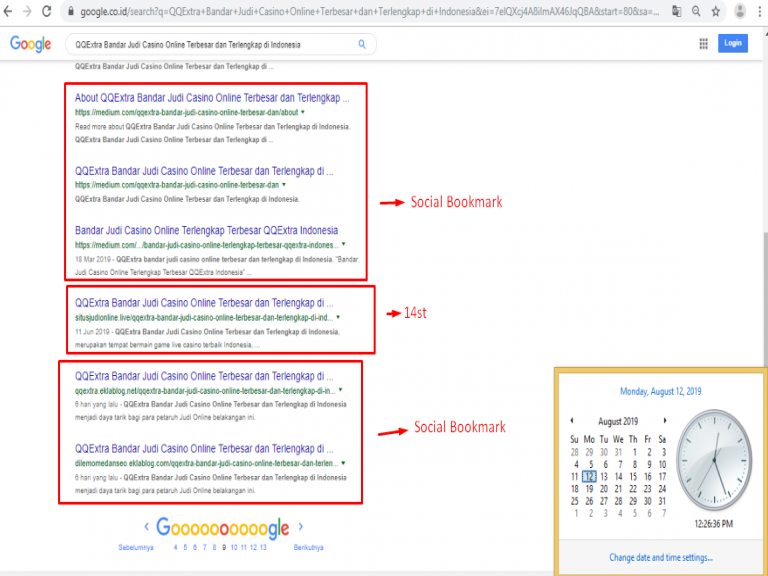 google.co.id/search?q=QQExtra+Bandar+Judi+Casino+Online+Terbesar+dan+Terlengkap+di+Indonesia&ei=7elQXcj4A8ilmAX46JqQBA&start=80&sa=...
Google
QQExtra Bandar Judi Casino Online Terbesar dan Terlengkap di Indonesia
Login
QQExtra Bandar Judi Casino Online Terbesar dan Terlengkap di ...
About QQExtra Bandar Judi Casino Online Terbesar dan Terlengkap ...
https://medium.com/qqextra-bandar-judi-casino-online-terbesar-dan/about
Read more about QQExtra Bandar Judi Casino Online Terbesar dan Terlengkap di Indonesia.
QQExtra Bandar Judi Casino Online Terbesar dan Terlengkap di ...
QQExtra Bandar Judi Casino Online Terbesar dan Terlengkap di ...
https://medium.com/qqextra-bandar-judi-casino-online-terbesar-dan
QQExtra Bandar Judi Casino Online Terbesar dan Terlengkap di Indonesia.
Social Bookmark
Bandar Judi Casino Online Terlengkap Terbesar QQExtra Indonesia
https://medium.com/.../bandar-judi-casino-online-terlengkap-terbesar-qqextra-indones...
18 Mar 2019 - QQExtra bandar judi casino online terbesar dan terlengkap di Indonesia. "Bandar
Judi Casino Online Terlengkap Terbesar QQExtra Indonesia" ...
QQExtra Bandar Judi Casino Online Terbesar dan Terlengkap di ...
situsjudionline.live/qqextra-bandar-judi-casino-online-terbesar-dan-terlengkap-di-ind...
11 Jun 2019 - QQExtra Bandar Judi Casino Online Terbesar dan Terlengkap di Indonesia,
merupakan tempat bermain game live casino terbaik Indonesia, ...
14st
QQExtra Bandar Judi Casino Online Terbesar dan Terlengkap di ...
qqextra.eklablog.net/qqextra-bandar-judi-casino-online-terbesar-dan-terlengkap-di-in...
6 hari yang lalu - QQExtra Bandar Judi Casino Online Terbesar dan Terlengkap di Indonesia
menjadi daya tarik bagi para petaruh Judi Online belakangan ini.
Social Bookmark
QQExtra Bandar Judi Casino Online Terbesar dan Terlengkap di ...
dilemomedanseo.eklablog.com/qqextra-bandar-judi-casino-online-terbesar-dan-terlen...
6 hari yang lalu - QQExtra Bandar Judi Casino Online Terbesar dan Terlengkap di Indonesia
menjadi daya tarik bagi para petaruh Judi Online belakangan ini.
Goooooooooogle
Sebelumnya 4 5 6 7 8 9 10 11 12 13 Berikutnya
Monday, August 12, 2019
August 2019
Su Mo Tu We Th Fr Sa
28 29 30 31 1 2 3
4 5 6 7 8 9 10
11 12 13 14 15 16 17
18 19 20 21 22 23 24
25 26 27 28 29 30 31
1 2 3 4 5 6 7
12:26:36 PM
Change date and time settings...